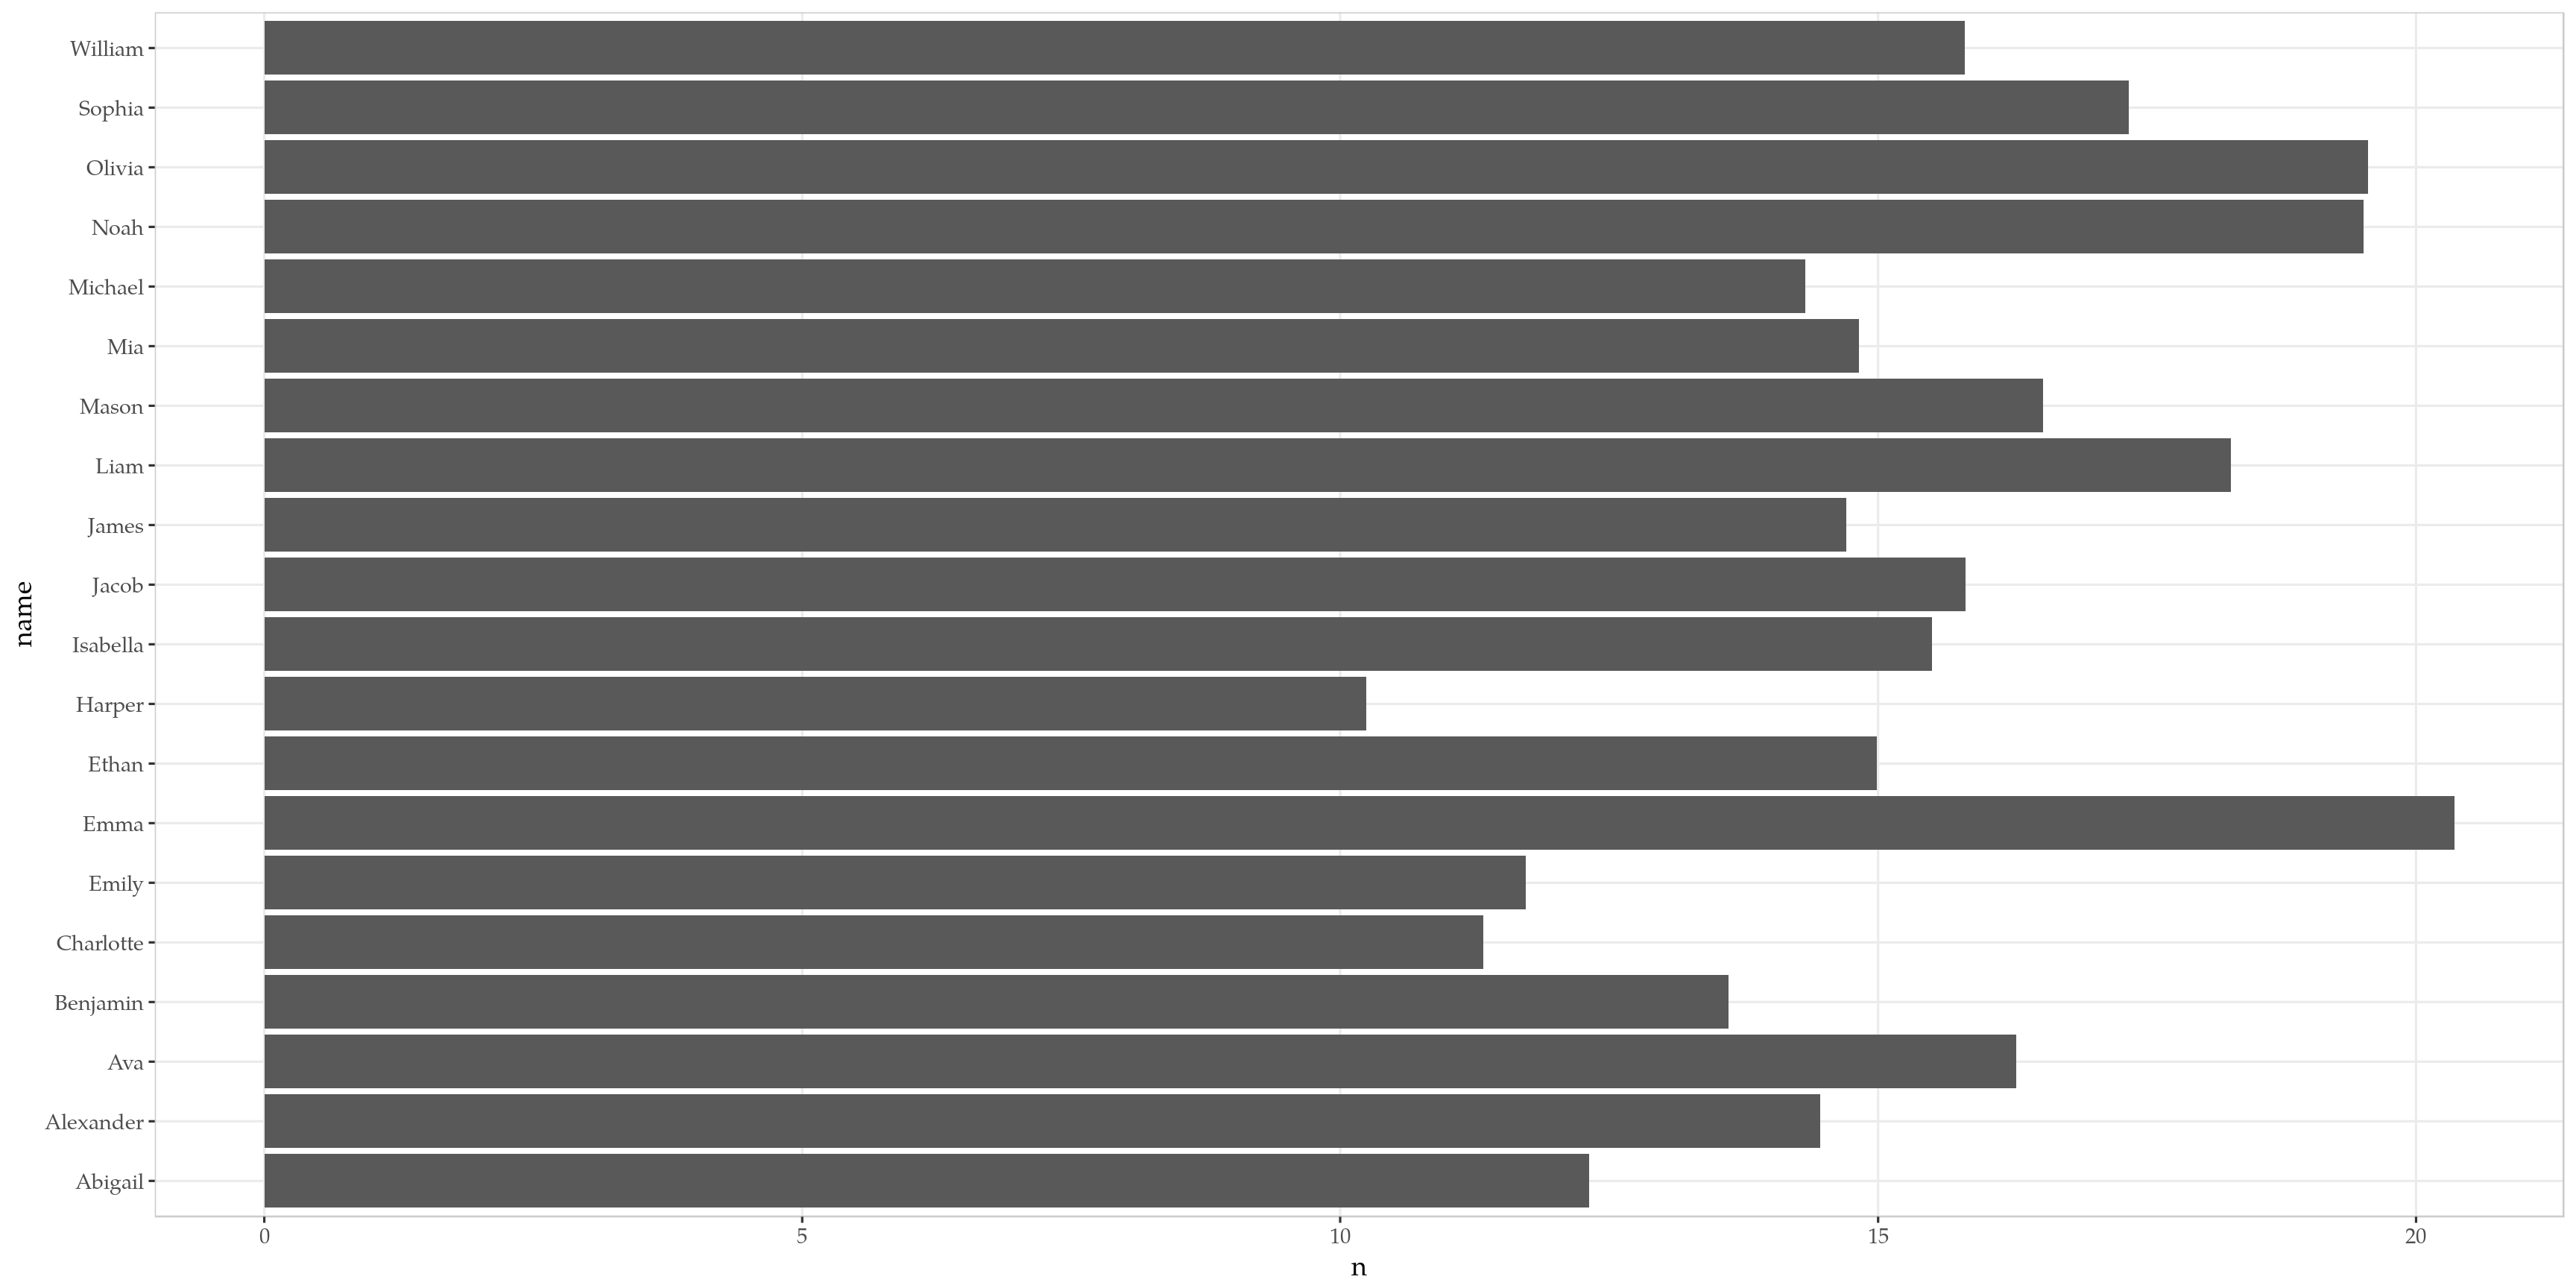 William
Sophia
Olivia
Noah
Michael
Mia
Mason
Liam
James
Jacob
Isabella
Harper
Ethan
Emma
Emily
Charlotte
Benjamin
Ava
Alexander
Abigail
name
0 5 10 15 20
n